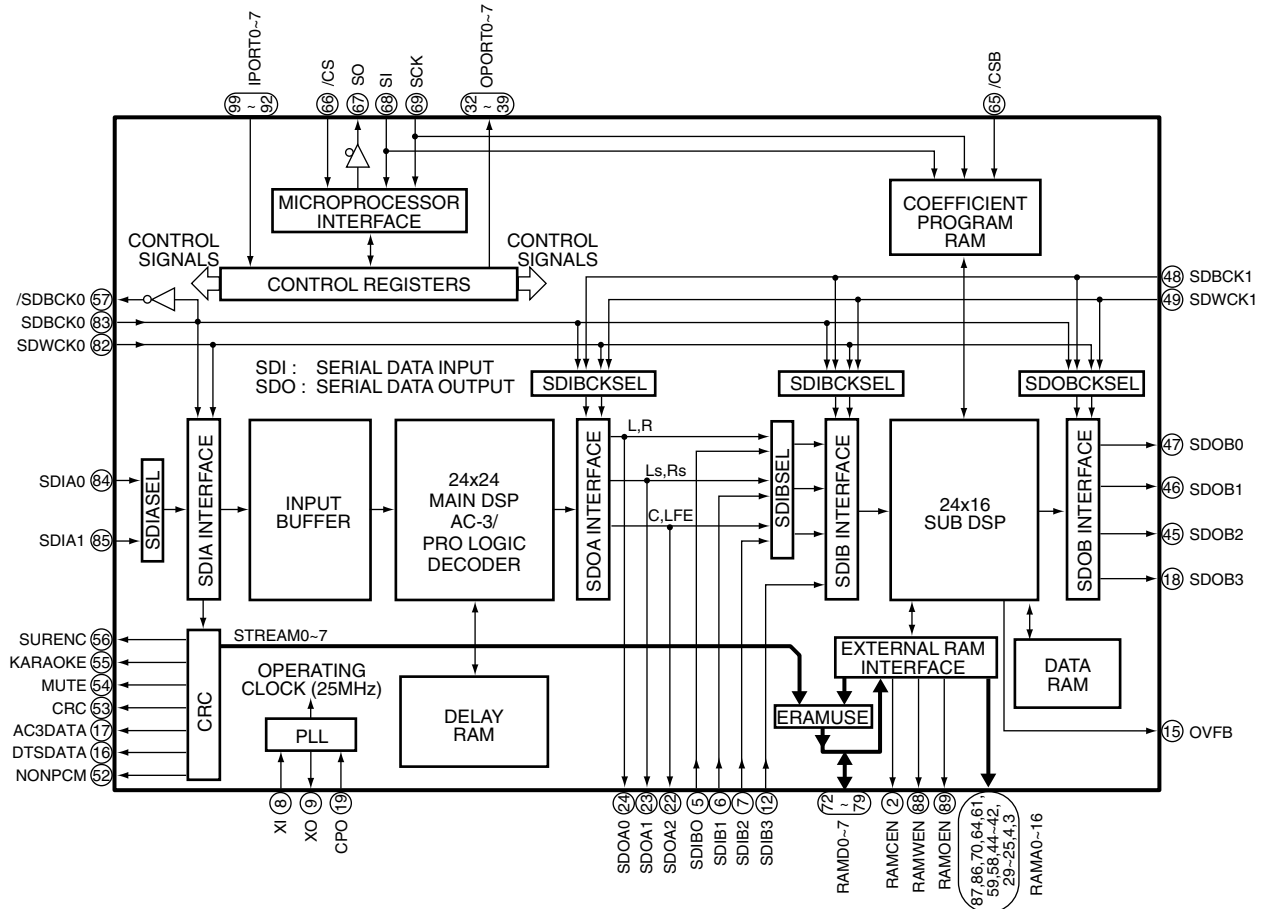 IPORT0~7
/CS
SO
SI
SCK
OPORT0~7
/CSB
99 ~ 92
66
67
68
69
32 ~ 39
65
MICROPROCESSOR
INTERFACE
COEFFICIENT
PROGRAM
RAM
CONTROL
SIGNALS
CONTROL
SIGNALS
CONTROL REGISTERS
/SDBCK0 57
SDBCK0 83
SDWCK0 82
48 SDBCK1
49 SDWCK1
SDI : SERIAL DATA INPUT
SDO : SERIAL DATA OUTPUT
SDIBCKSEL
SDIBCKSEL
SDOBCKSEL
SDIA0 84
SDIA1 85
SDIASEL
SDIA INTERFACE
INPUT
BUFFER
24x24
MAIN DSP
AC-3/
PRO LOGIC
DECODER
SDOA INTERFACE
L,R
Ls,Rs
C,LFE
SDIBSEL
SDIB INTERFACE
24x16
SUB DSP
SDOB INTERFACE
47 SDOB0
46 SDOB1
45 SDOB2
18 SDOB3
SURENC 56
KARAOKE 55
MUTE 54
CRC 53
AC3DATA 17
DTSDATA 16
NONPCM 52
CRC
STREAM0~7
OPERATING
CLOCK (25MHz)
PLL
DELAY
RAM
EXTERNAL RAM
INTERFACE
ERAMUSE
DATA
RAM
15 OVFB
8
9
19
24
23
22
5
6
7
12
72 ~ 79
2
88
89
87,86,70,64,61,
59,58,44~42,
29~25,4,3
XI
XO
CPO
SDOA0
SDOA1
SDOA2
SDIBO
SDIB1
SDIB2
SDIB3
RAMD0~7
RAMCEN
RAMWEN
RAMOEN
RAMA0~16